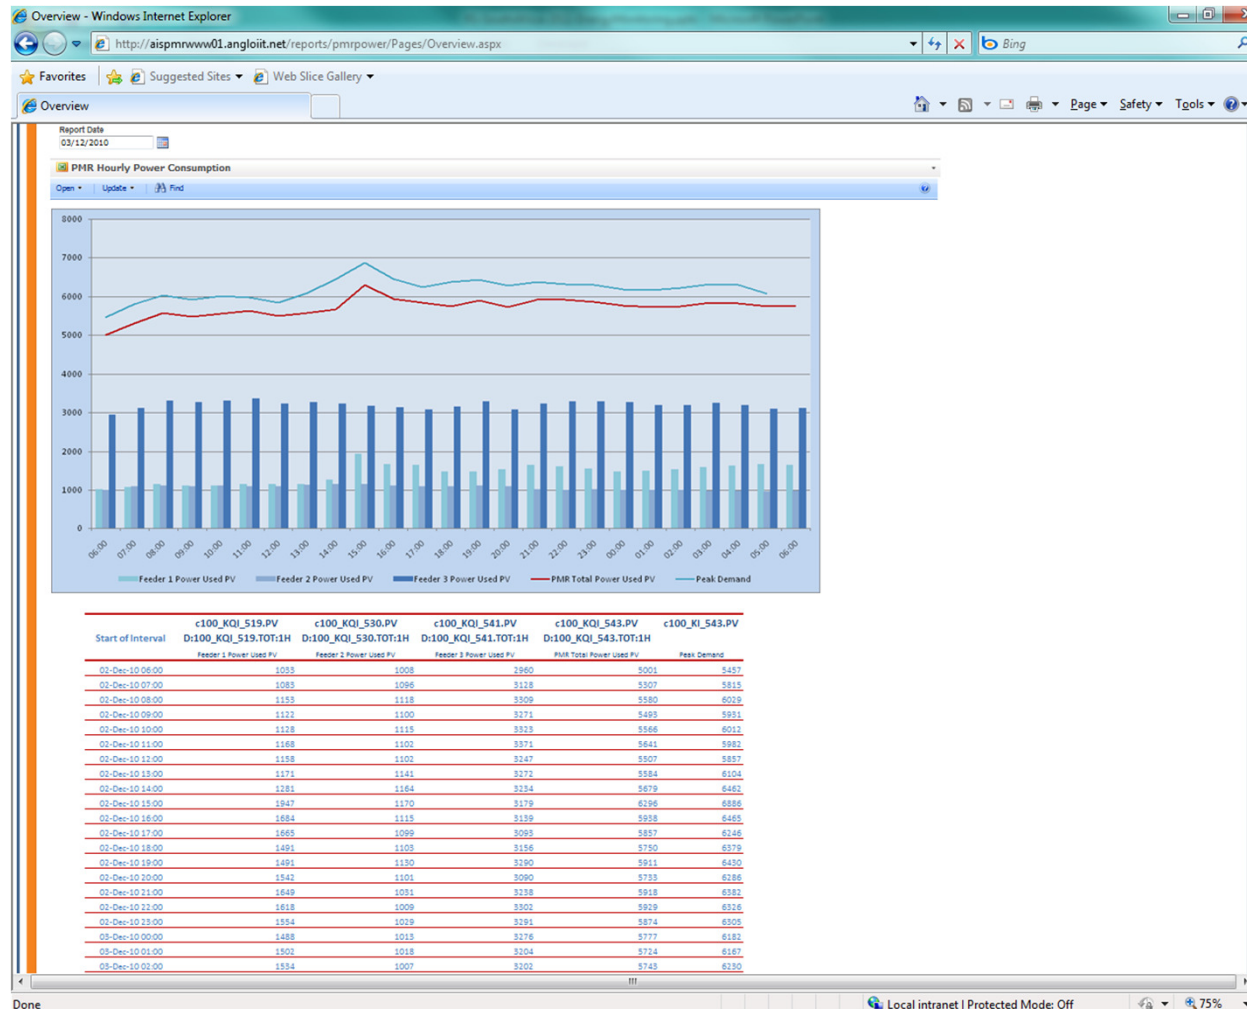 Overview - Windows Internet Explorer
http://aispmrwww01.angloiit.net/reports/pmrpower/Pages/Overview.aspx
Bing
Favorites Suggested Sites Web Slice Gallery
Overview
Page Safety Tools
Report Date
03/12/2010
PMR Hourly Power Consumption
Open Update Find
8000
7000
6000
5000
4000
3000
2000
1000
0
06:00 07:00 08:00 09:00 10:00 11:00 12:00 13:00 14:00 15:00 16:00 17:00 18:00 19:00 20:00 21:00 22:00 23:00 00:00 01:00 02:00 03:00 04:00 05:00 06:00
Feeder 1 Power Used PV Feeder 2 Power Used PV Feeder 3 Power Used PV PMR Total Power Used PV Peak Demand
c100_KQI_519.PV c100_KQI_530.PV c100_KQI_541.PV c100_KQI_543.PV c100_KI_543.PV
Start of Interval D:100_KQI_519.TOT:1H D:100_KQI_530.TOT:1H D:100_KQI_541.TOT:1H D:100_KQI_543.TOT:1H
Feeder 1 Power Used PV Feeder 2 Power Used PV Feeder 3 Power Used PV PMR Total Power Used PV Peak Demand
02-Dec-10 06:00 1033 1008 2960 5001 5457
02-Dec-10 07:00 1083 1096 3128 5307 5815
02-Dec-10 08:00 1153 1118 3309 5580 6029
02-Dec-10 09:00 1122 1100 3271 5493 5931
02-Dec-10 10:00 1128 1115 3323 5566 6012
02-Dec-10 11:00 1168 1102 3371 5641 5982
02-Dec-10 12:00 1158 1102 3247 5507 5857
02-Dec-10 13:00 1171 1141 3272 5584 6104
02-Dec-10 14:00 1281 1164 3234 5679 6462
02-Dec-10 15:00 1947 1170 3179 6296 6886
02-Dec-10 16:00 1684 1115 3139 5938 6465
02-Dec-10 17:00 1665 1099 3093 5857 6246
02-Dec-10 18:00 1491 1103 3156 5750 6379
02-Dec-10 19:00 1491 1130 3290 5911 6430
02-Dec-10 20:00 1542 1101 3090 5733 6286
02-Dec-10 21:00 1649 1031 3238 5918 6382
02-Dec-10 22:00 1618 1009 3302 5929 6326
02-Dec-10 23:00 1554 1029 3291 5874 6305
03-Dec-10 00:00 1488 1013 3276 5777 6182
03-Dec-10 01:00 1502 1018 3204 5724 6167
03-Dec-10 02:00 1534 1007 3202 5743 6230
Done Local intranet | Protected Mode: Off 75%